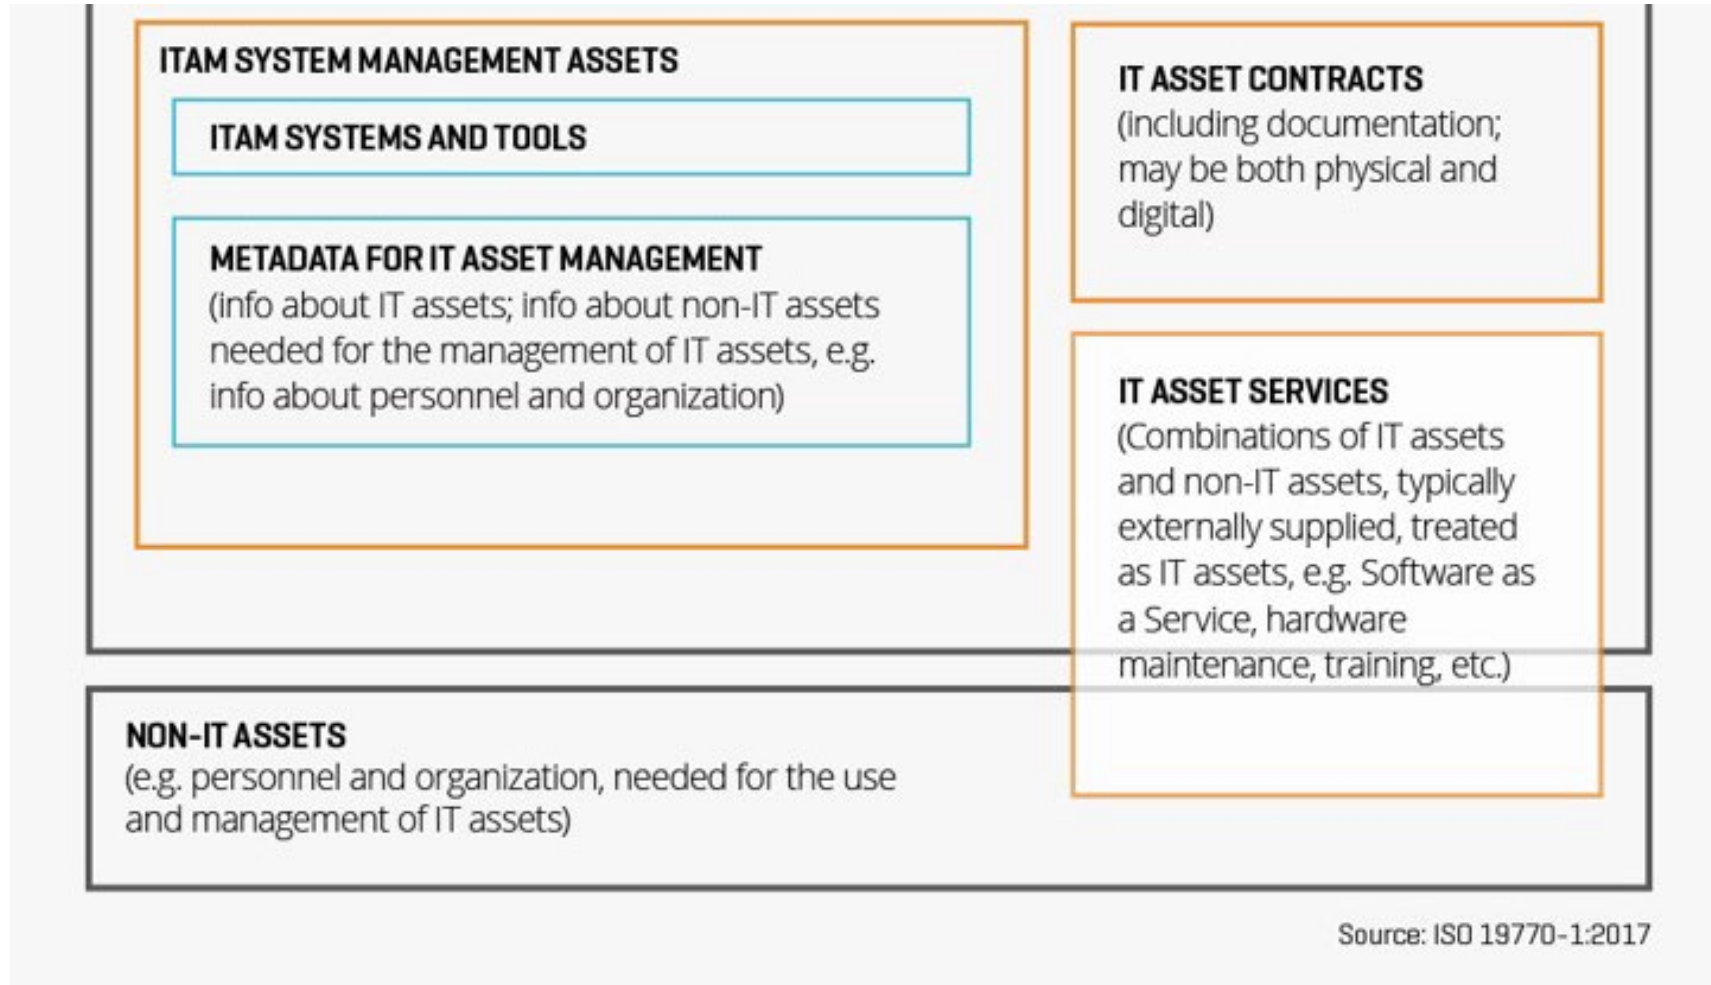 ITAM SYSTEM MANAGEMENT ASSETS
ITAM SYSTEMS AND TOOLS
METADATA FOR IT ASSET MANAGEMENT
(info about IT assets; info about non-IT assets
needed for the management of IT assets, e.g.
info about personnel and organization)
IT ASSET CONTRACTS
(including documentation;
may be both physical and
digital)
IT ASSET SERVICES
(Combinations of IT assets
and non-IT assets, typically
externally supplied, treated
as IT assets, e.g. Software as
a Service, hardware
maintenance, training, etc.)
NON-IT ASSETS
(e.g. personnel and organization, needed for the use
and management of IT assets)
Source: ISO 19770-1:2017